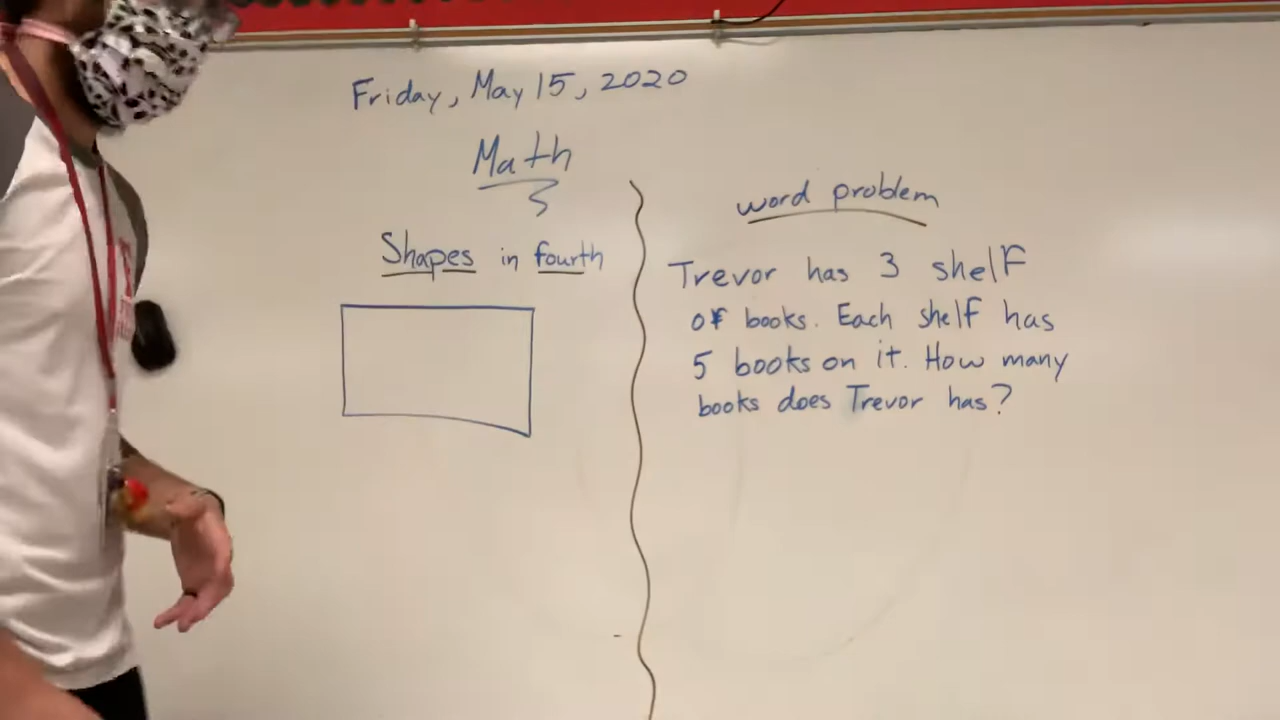 Friday, May 15, 2020
Math
Shapes in fourth
word problem
Trevor has 3 shelf
of books. Each shelf has
5 books on it. How many
books does Trevor has?